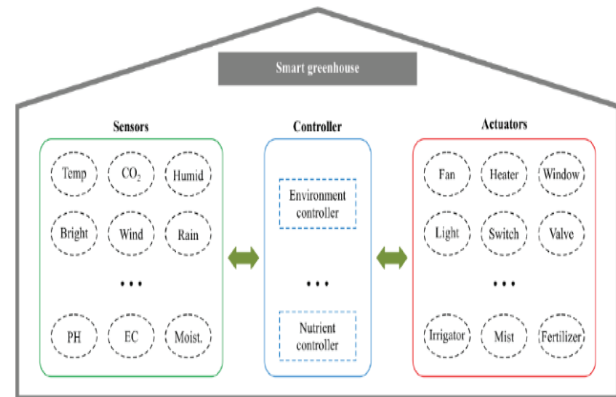 Smart greenhouse
Sensors Controller Actuators
Temp CO₂ Humid
Bright Wind Rain
...
PH EC Moist.
Environment
controller
...
Nutrient
controller
Fan Heater Window
Light Switch Valve
...
Irrigator Mist Fertilizer